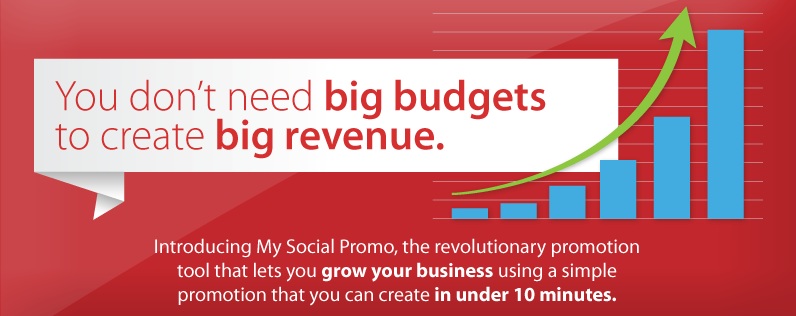 You don't need big budgets
to create big revenue.
Introducing My Social Promo, the revolutionary promotion
tool that lets you grow your business using a simple
promotion that you can create in under 10 minutes.